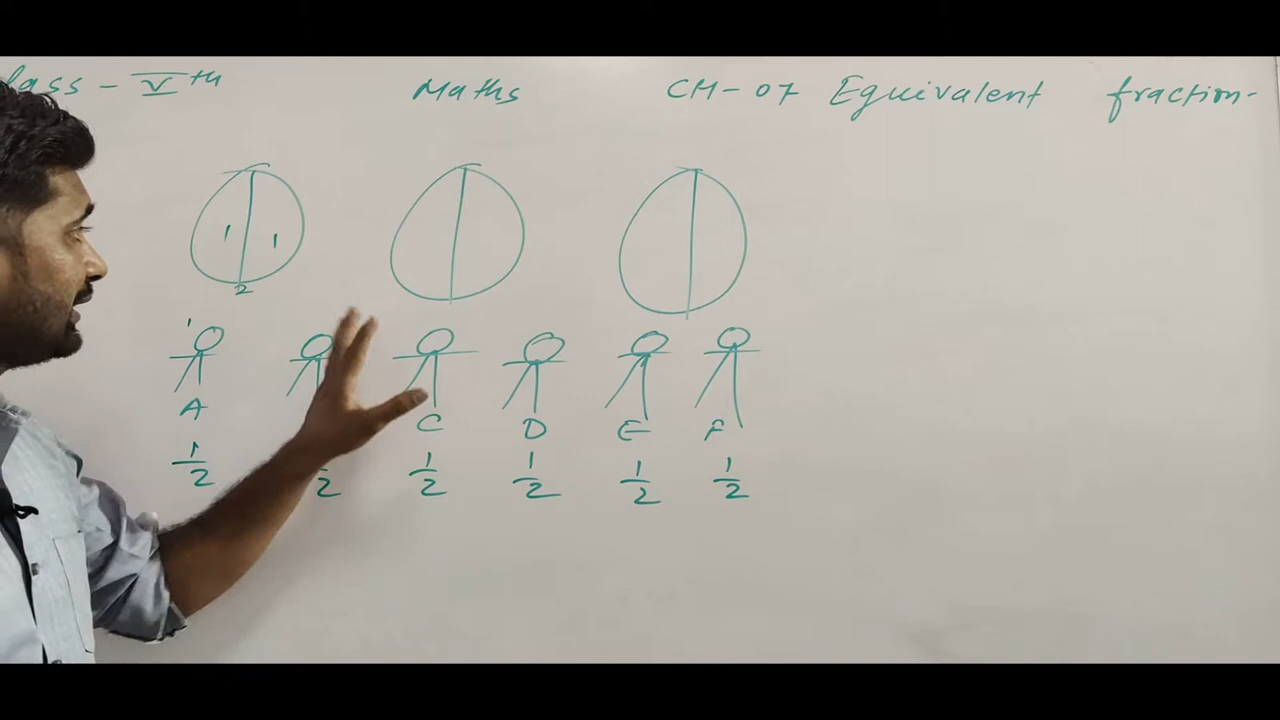 lass - Vth Maths CH-07 Equivalent fraction-
1 1
2
A C D E F
1/2 2 1/2 1/2 1/2 1/2